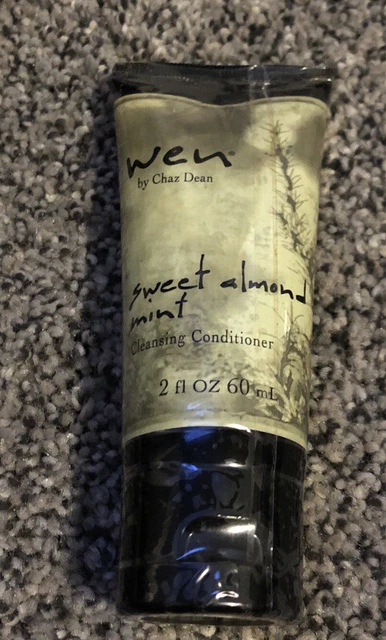 wen
by Chaz Dean
sweet almond
mint
Cleansing Conditioner
2 fl OZ 60 mL